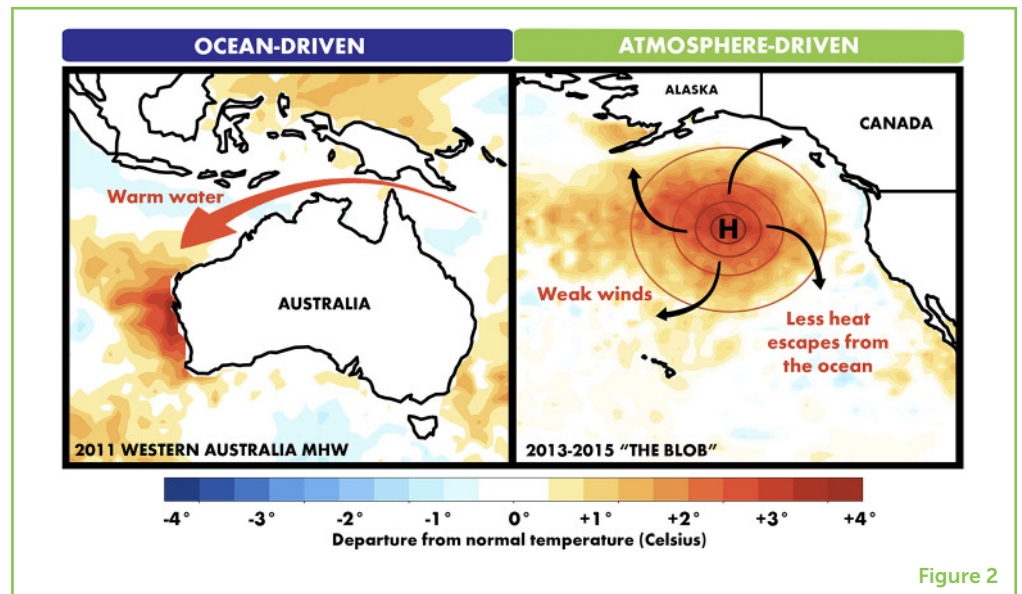 OCEAN-DRIVEN
ATMOSPHERE-DRIVEN
Warm water
AUSTRALIA
2011 WESTERN AUSTRALIA MHW
ALASKA
CANADA
H
Weak winds
Less heat
escapes from
the ocean
2013-2015 “THE BLOB”
-4° -3° -2° -1° 0° +1° +2° +3° +4°
Departure from normal temperature (Celsius)
Figure 2